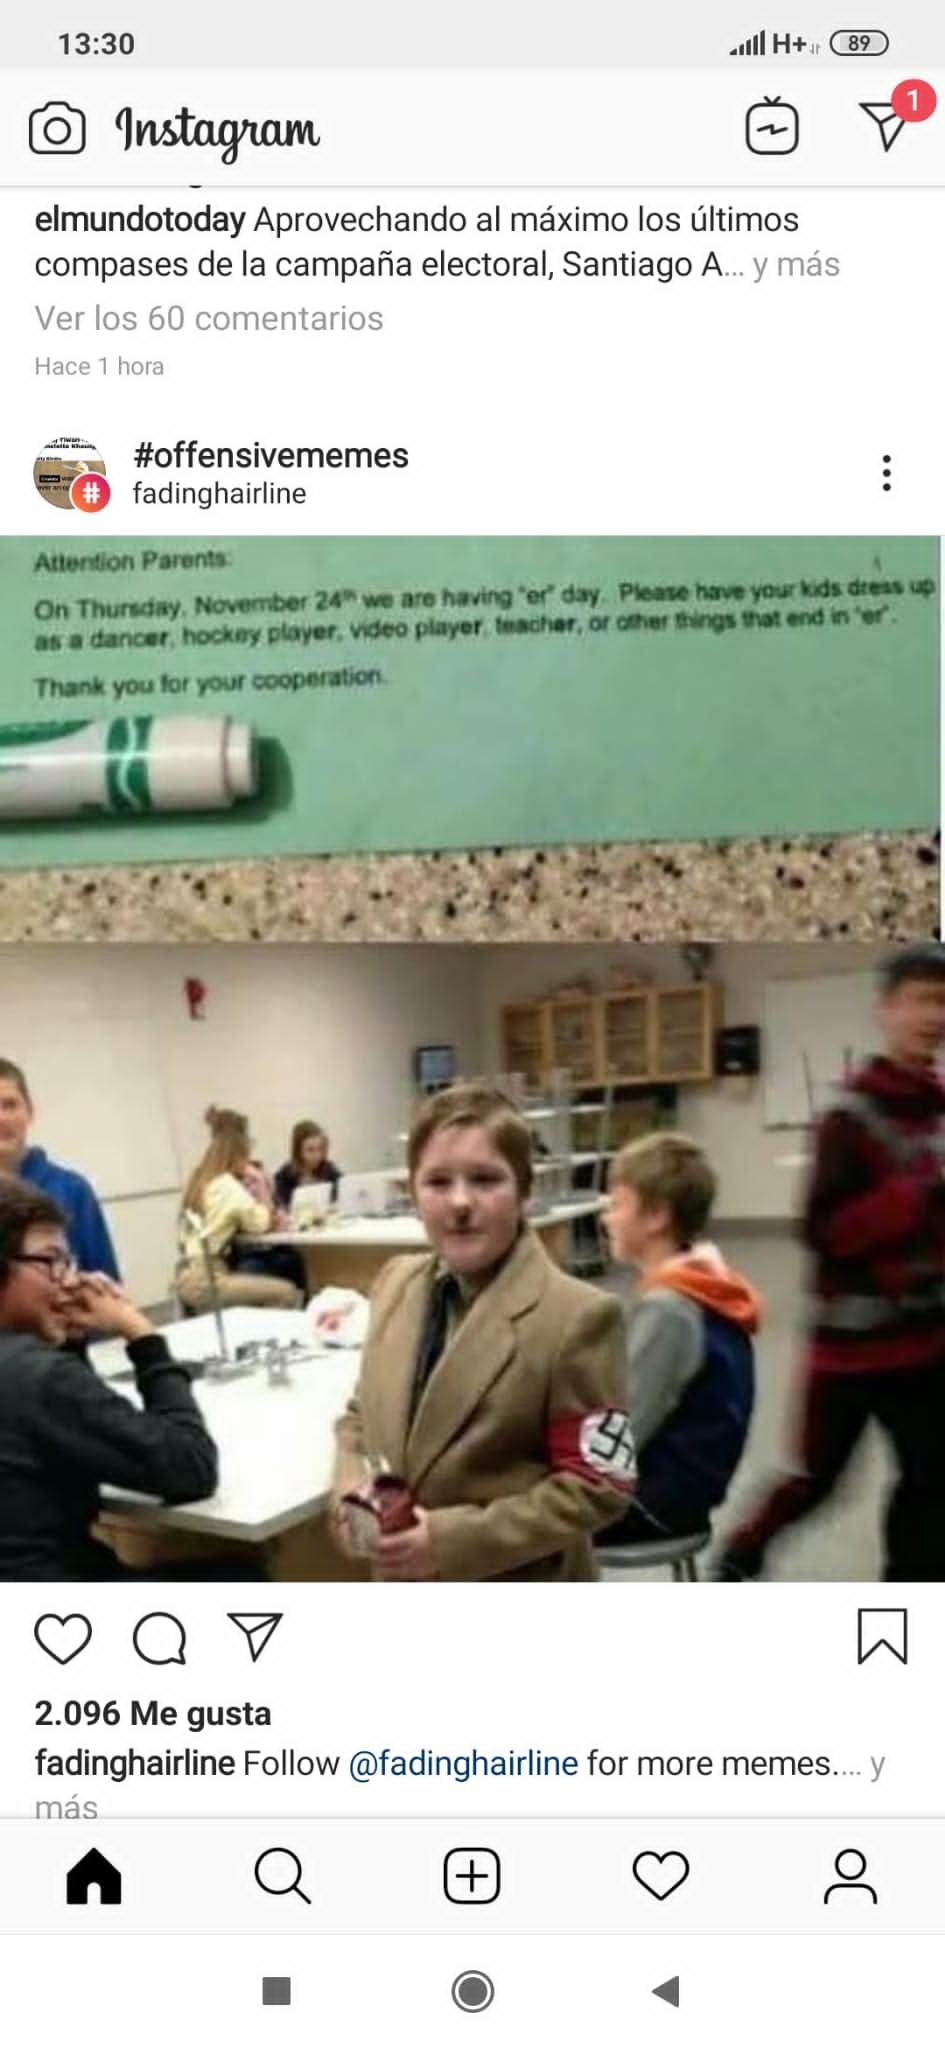 13:30
H+ 89
Instagram
1
elmundotoday Aprovechando al máximo los últimos
compases de la campaña electoral, Santiago A... y más
Ver los 60 comentarios
Hace 1 hora
#offensivememes
fadinghairline
Attention Parents:
On Thursday, November 24th we are having "er" day. Please have your kids dress up
as a dancer, hockey player, video player, teacher, or other things that end in "er".
Thank you for your cooperation.
2.096 Me gusta
fadinghairline Follow @fadinghairline for more memes.... y
más